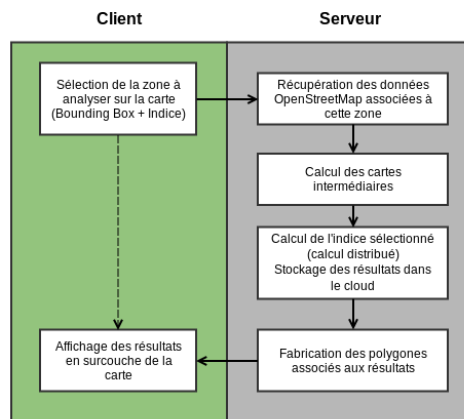 Client
Serveur
Sélection de la zone à
analyser sur la carte
(Bounding Box + Indice)
Récupération des données
OpenStreetMap associées à
cette zone
Calcul des cartes
intermédiaires
Calcul de l'indice sélectionné
(calcul distribué)
Stockage des résultats dans
le cloud
Fabrication des polygones
associés aux résultats
Affichage des résultats
en surcouche de la
carte